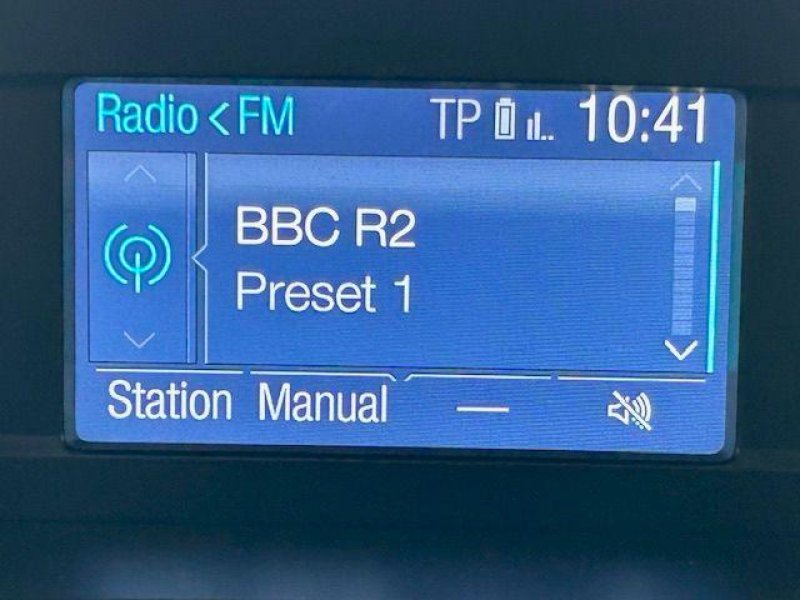 Radio < FM TP 10:41
BBC R2
Preset 1
Station Manual